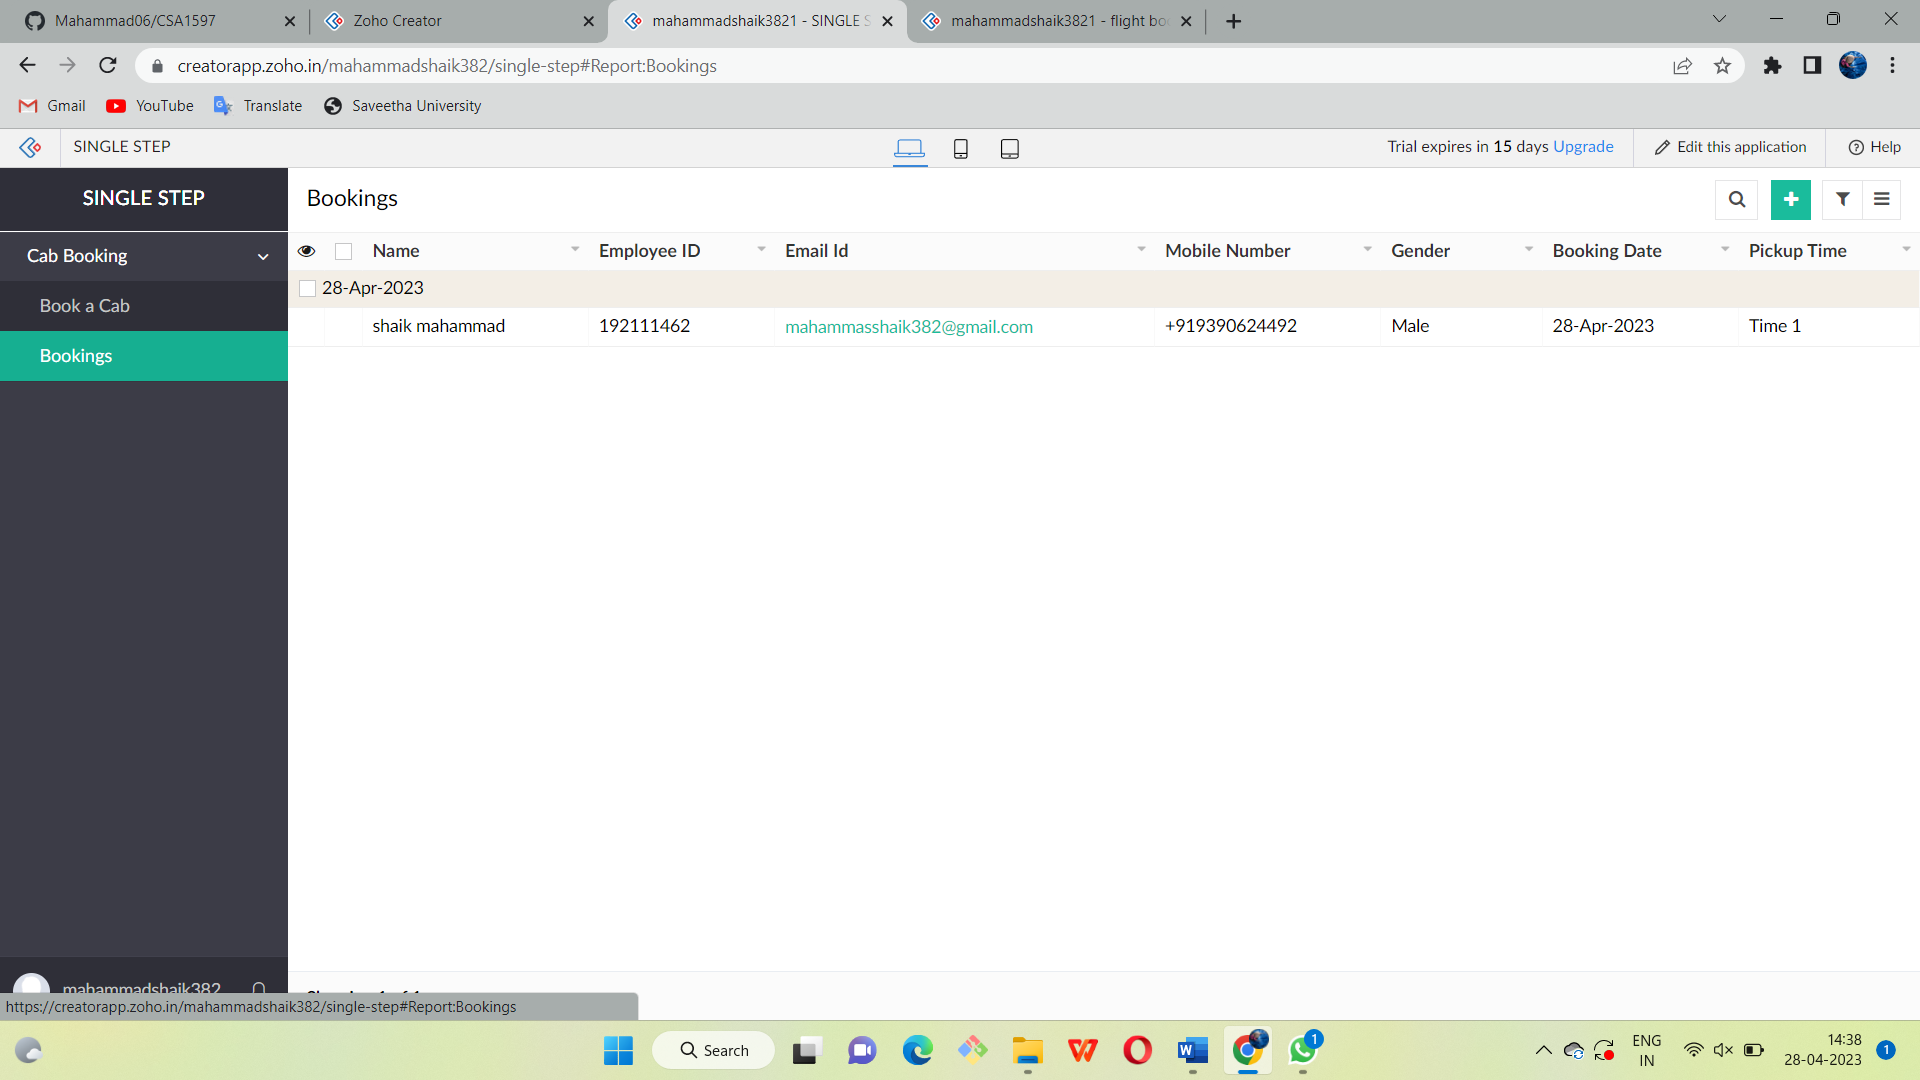 Mahammad06/CSA1597
Zoho Creator
mahammadshaik3821 - SINGLE S
mahammadshaik3821 - flight bo
creatorapp.zoho.in/mahammadshaik382/single-step#Report:Bookings
Gmail
YouTube
Translate
Saveetha University
SINGLE STEP
Trial expires in 15 days Upgrade
Edit this application
Help
SINGLE STEP
Bookings
Cab Booking
Book a Cab
Bookings
Name Employee ID Email Id Mobile Number Gender Booking Date Pickup Time
28-Apr-2023
shaik mahammad 192111462 mahammasshaik382@gmail.com +919390624492 Male 28-Apr-2023 Time 1
mahammadshaik382
https://creatorapp.zoho.in/mahammadshaik382/single-step#Report:Bookings
Search
1
ENG
IN
14:38
28-04-2023
1